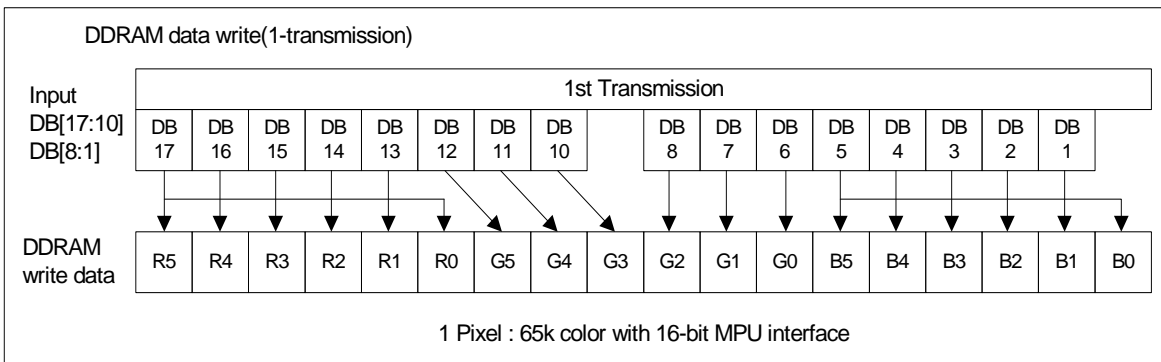 DDRAM data write(1-transmission)
1st Transmission
Input
DB[17:10]
DB[8:1]
DB DB DB DB DB DB DB DB DB DB DB DB DB DB DB DB
17 16 15 14 13 12 11 10 8 7 6 5 4 3 2 1
DDRAM
write data
R5 R4 R3 R2 R1 R0 G5 G4 G3 G2 G1 G0 B5 B4 B3 B2 B1 B0
1 Pixel : 65k color with 16-bit MPU interface